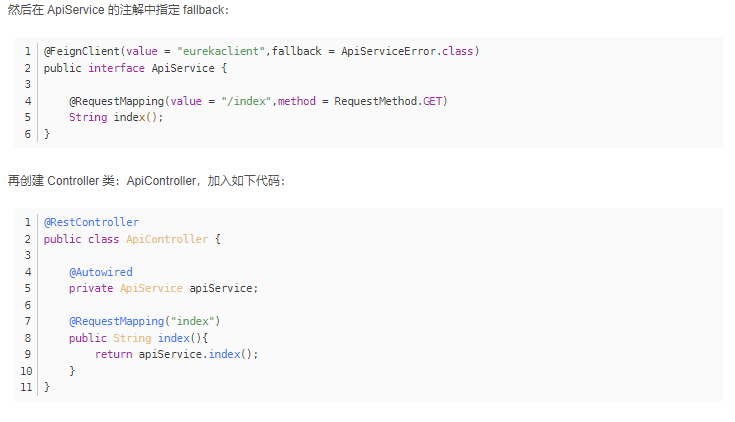 然后在 ApiService 的注解中指定 fallback：
1 @FeignClient(value = "eurekaclient",fallback = ApiServiceError.class)
2 public interface ApiService {
3
4     @RequestMapping(value = "/index",method = RequestMethod.GET)
5     String index();
6 }
再创建 Controller 类：ApiController，加入如下代码：
1 @RestController
2 public class ApiController {
3
4     @Autowired
5     private ApiService apiService;
6
7     @RequestMapping("index")
8     public String index(){
9         return apiService.index();
10     }
11 }